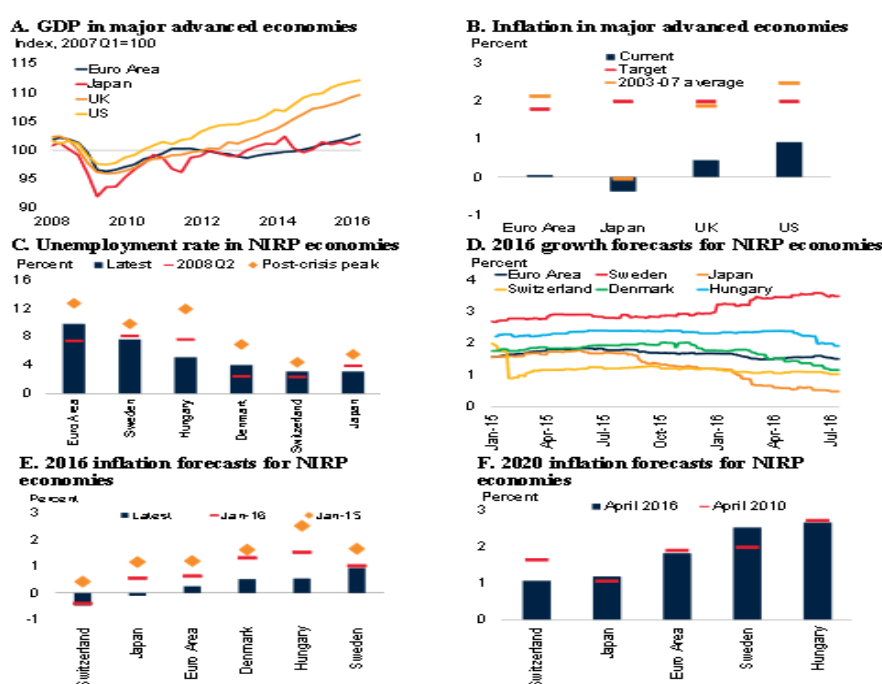 A. GDP in major advanced economies
Index, 2007Q1=100
115
110
105
100
95
90
Euro Area
Japan
UK
US
2008 2010 2012 2014 2016
B. Inflation in major advanced economies
Percent
3
2
1
0
-1
Current
Target
2003-07 average
Euro Area Japan UK US
C. Unemployment rate in NIRP economies
Percent Latest 2008Q2 Post-crisis peak
16
12
8
4
0
Euro Area Sweden Hungary Denmark Switzerland Japan
D. 2016 growth forecasts for NIRP economies
Percent
4
3
2
1
0
Euro Area Sweden Japan
Switzerland Denmark Hungary
Jan-15 Apr-15 Jul-15 Oct-15 Jan-16 Apr-16 Jul-16
E. 2016 inflation forecasts for NIRP
economies
Percent
3
2
1
0
-1
Latest Jan-16 Jan-15
Switzerland Japan Euro Area Denmark Hungary Sweden
F. 2020 inflation forecasts for NIRP
economies
Percent
3
2
1
0
April 2016 April 2010
Switzerland Japan Euro Area Sweden Hungary